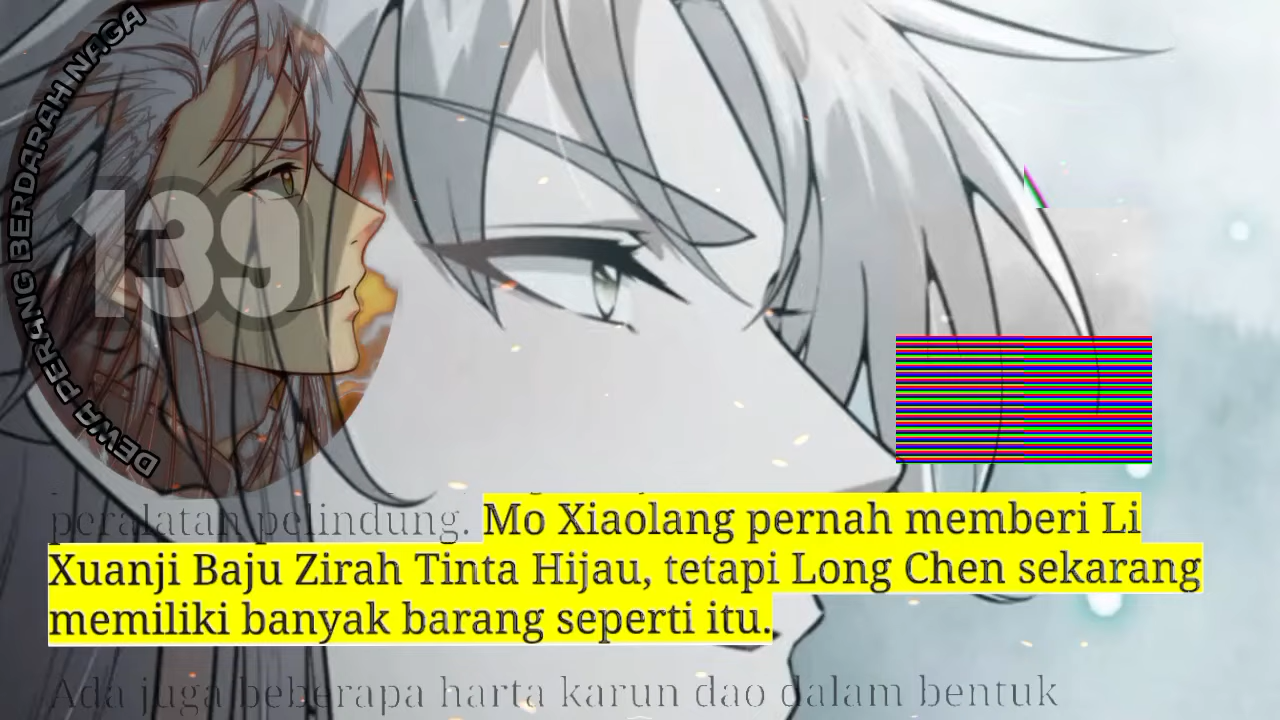 DEWA PERANG BERDARAH NAGA
139
peralatan pelindung. Mo Xiaolang pernah memberi Li
Xuanji Baju Zirah Tinta Hijau, tetapi Long Chen sekarang
memiliki banyak barang seperti itu.
Ada juga beberapa harta karun dao dalam bentuk